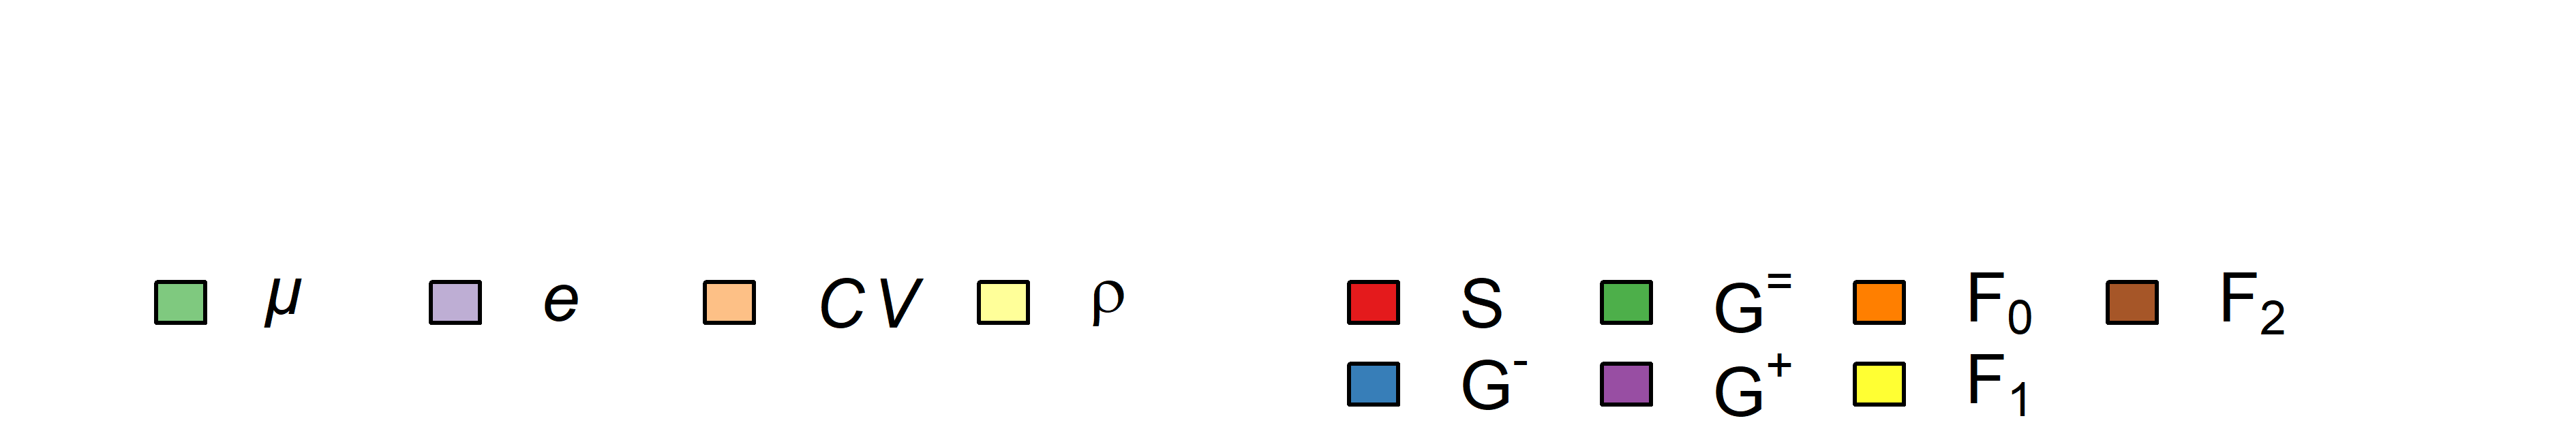 μ e CV ρ S G⁼ F₀ F₂
G⁻ G⁺ F₁